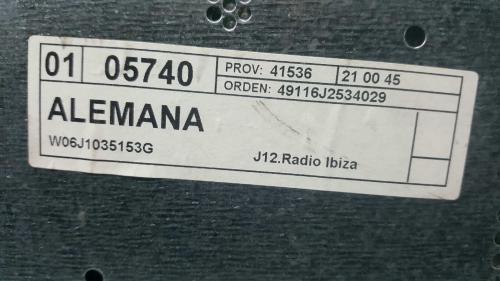 01 05740 PROV: 41536 21 00 45
ORDEN: 49116J2534029
ALEMANA
W06J1035153G J12.Radio Ibiza